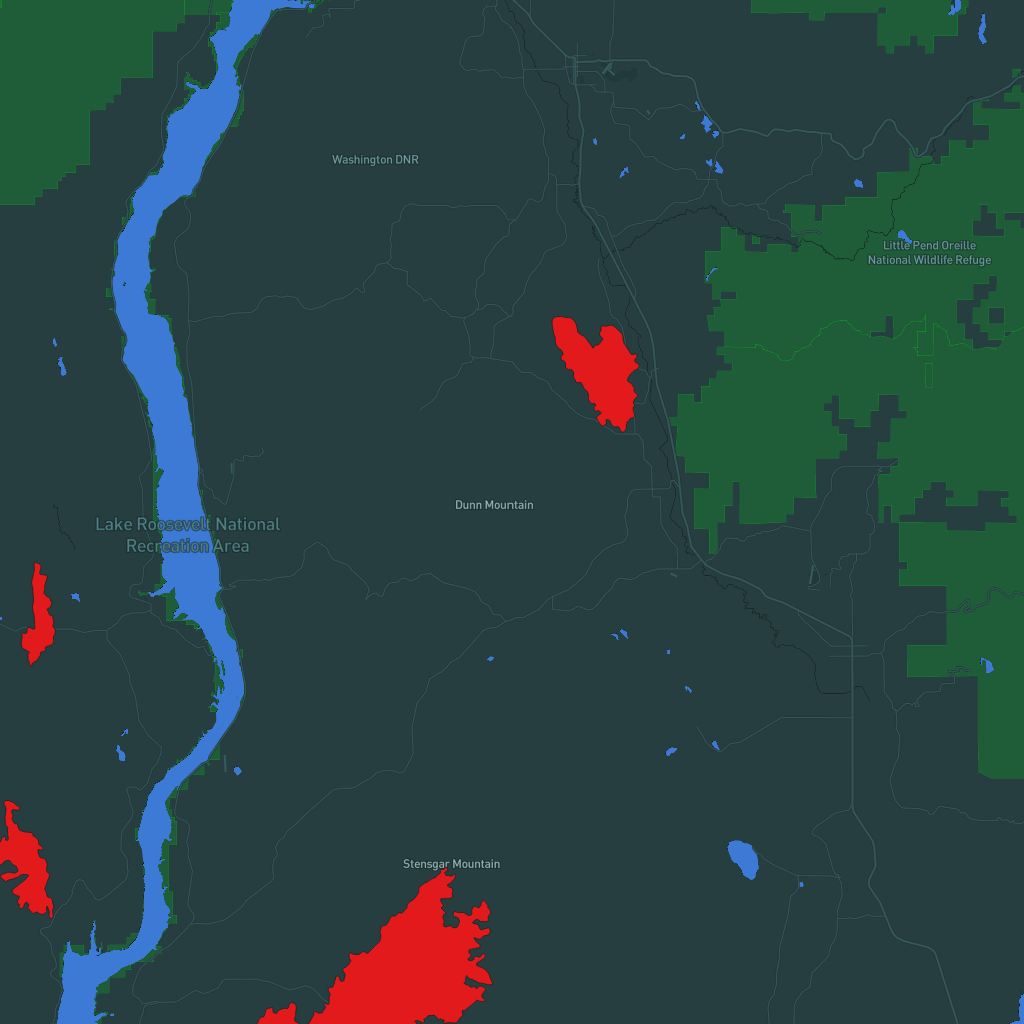 Washington DNR
Little Pend Oreille
National Wildlife Refuge
Dunn Mountain
Lake Roosevelt National
Recreation Area
Stensgar Mountain